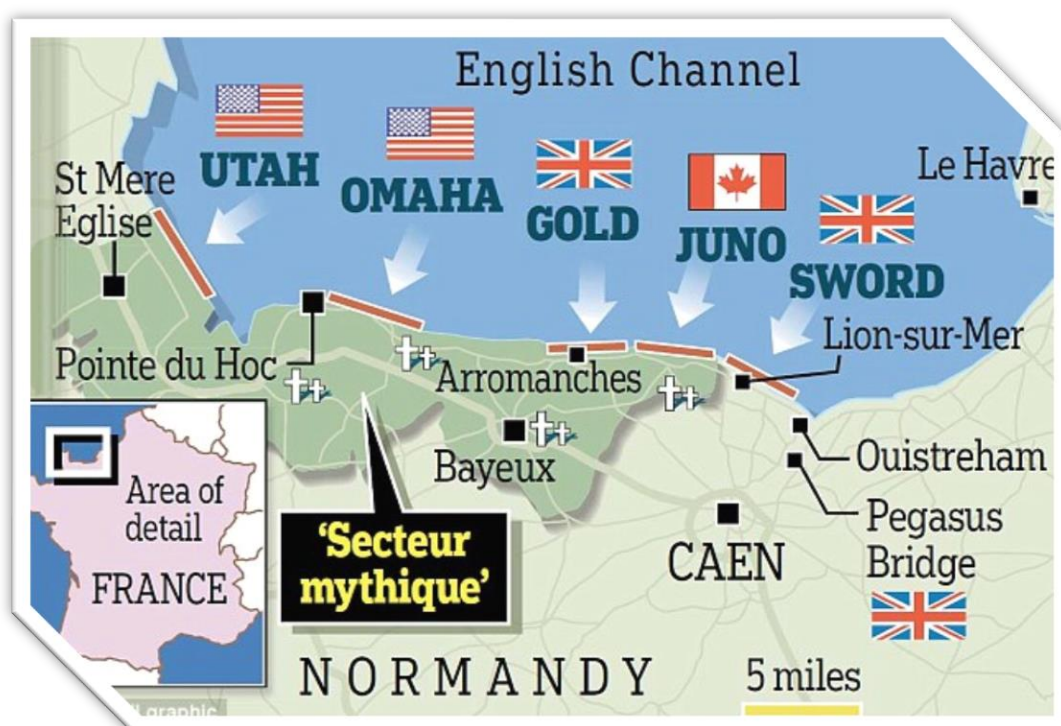 English Channel
UTAH
OMAHA
GOLD
JUNO
SWORD
Le Havre
St Mere
Eglise
Lion-sur-Mer
Pointe du Hoc
Arromanches
Bayeux
Ouistreham
Pegasus
Bridge
CAEN
Area of
detail
FRANCE
'Secteur
mythique'
NORMANDY
5 miles
graphic